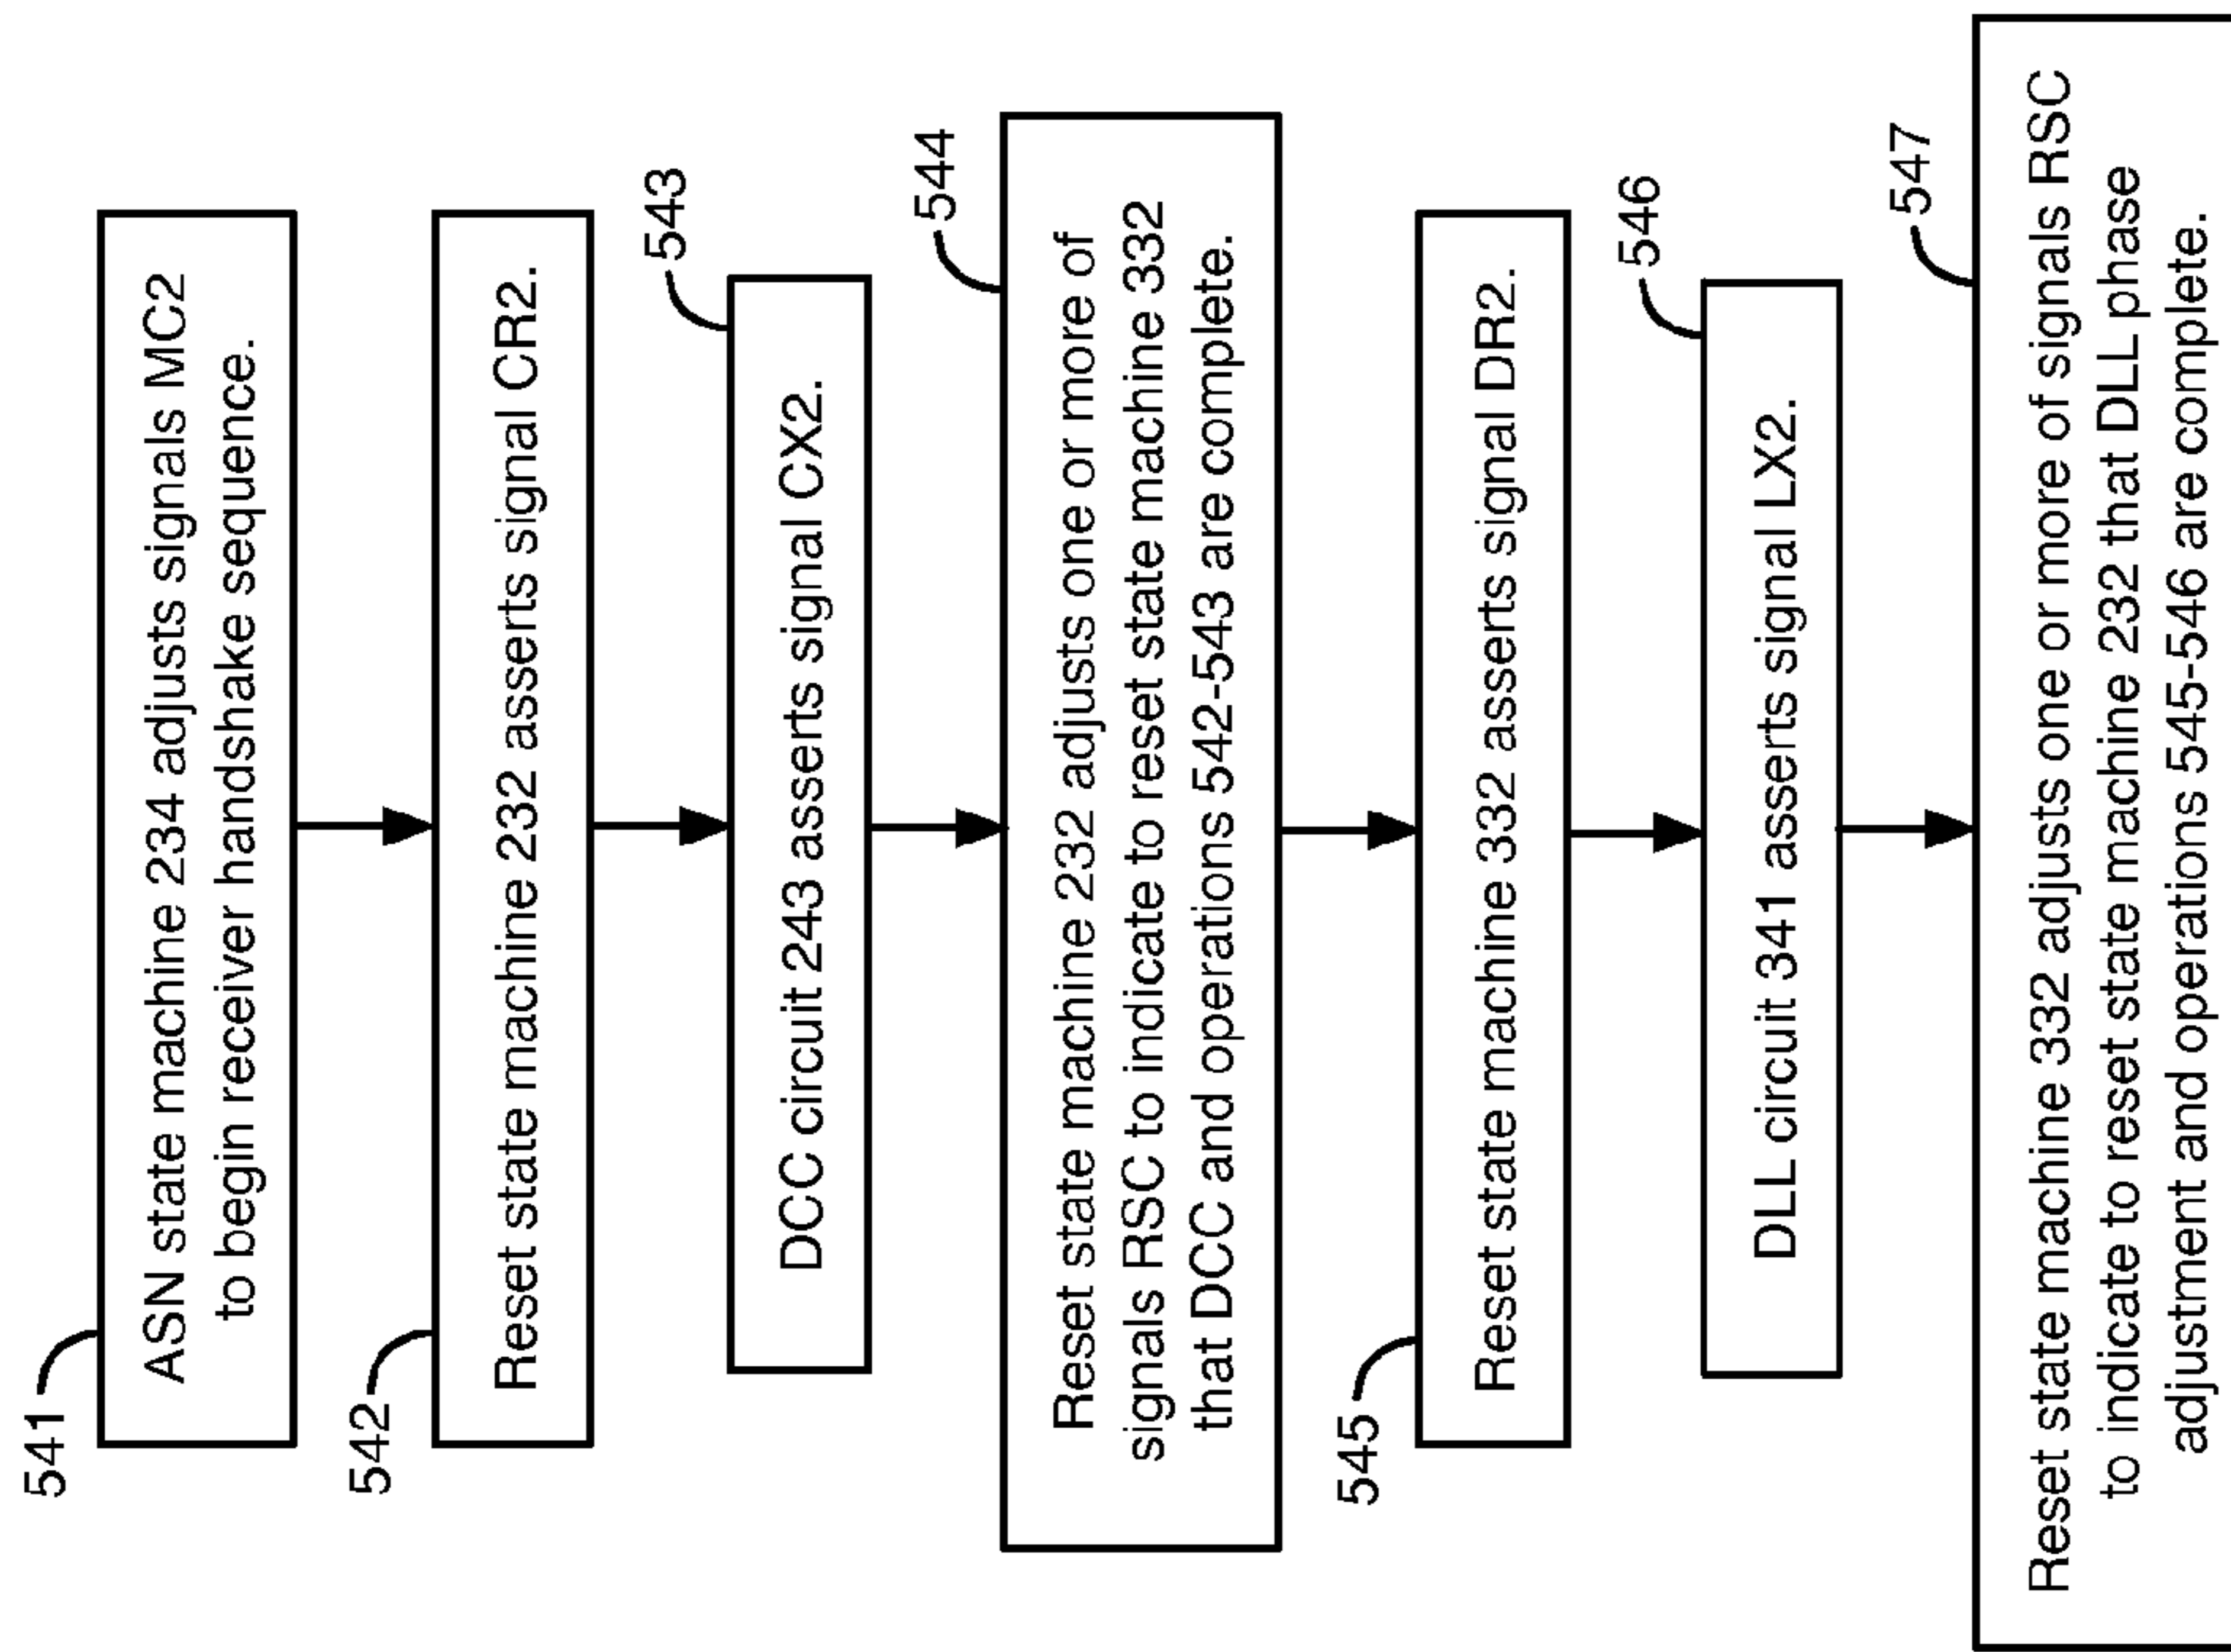 541
ASN state machine 234 adjusts signals MC2
to begin receiver handshake sequence.
542
Reset state machine 232 asserts signal CR2.
543
DCC circuit 243 asserts signal CX2.
544
Reset state machine 232 adjusts one or more of
signals RSC to indicate to reset state machine 332
that DCC and operations 542-543 are complete.
545
Reset state machine 332 asserts signal DR2.
546
DLL circuit 341 asserts signal LX2.
547
Reset state machine 332 adjusts one or more of signals RSC
to indicate to reset state machine 232 that DLL phase
adjustment and operations 545-546 are complete.